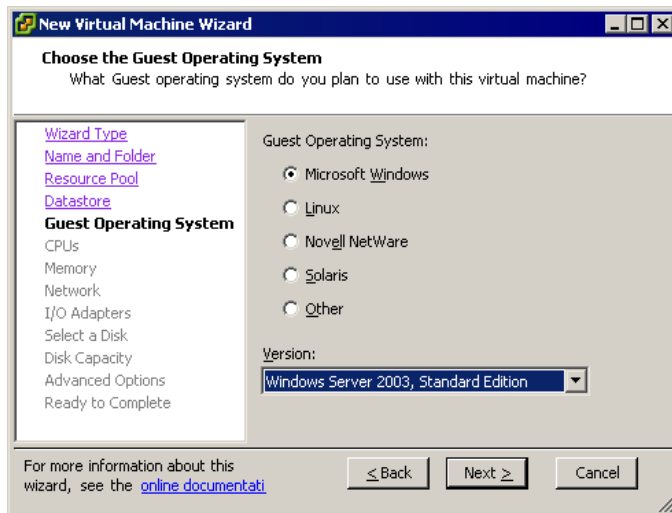 New Virtual Machine Wizard
Choose the Guest Operating System
What Guest operating system do you plan to use with this virtual machine?
Wizard Type
Name and Folder
Resource Pool
Datastore
Guest Operating System
CPUs
Memory
Network
I/O Adapters
Select a Disk
Disk Capacity
Advanced Options
Ready to Complete
Guest Operating System:
Microsoft Windows
Linux
Novell NetWare
Solaris
Other
Version:
Windows Server 2003, Standard Edition
For more information about this
wizard, see the online documentati
< Back
Next >
Cancel